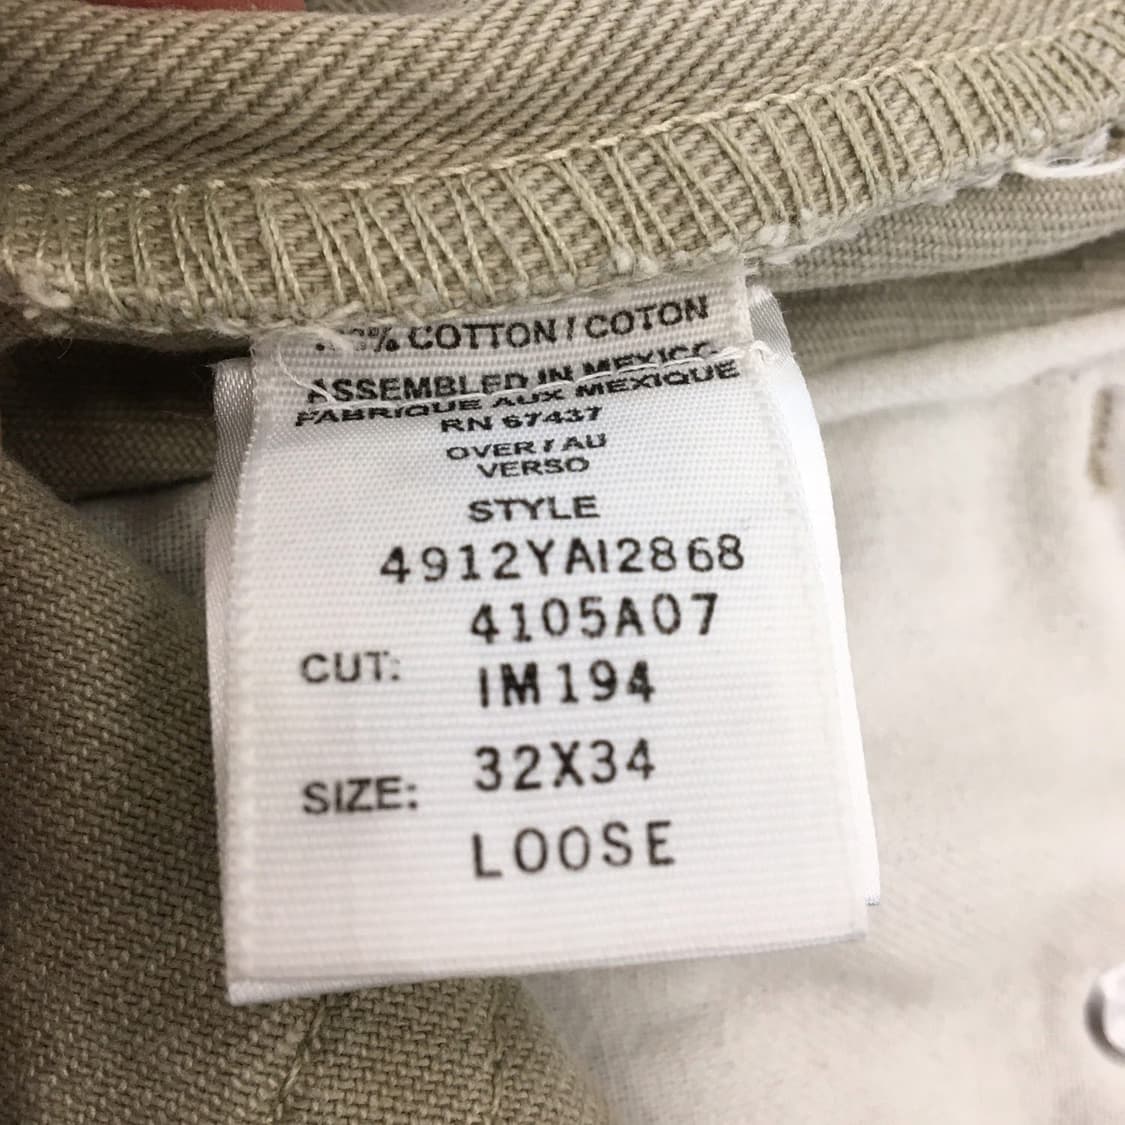 % COTTON / COTON
ASSEMBLED IN MEXICO
FABRIQUE AUX MEXIQUE
RN 67437
OVER / AU
VERSO
STYLE
4912YAI2868
4105A07
CUT: IM194
SIZE: 32X34
LOOSE